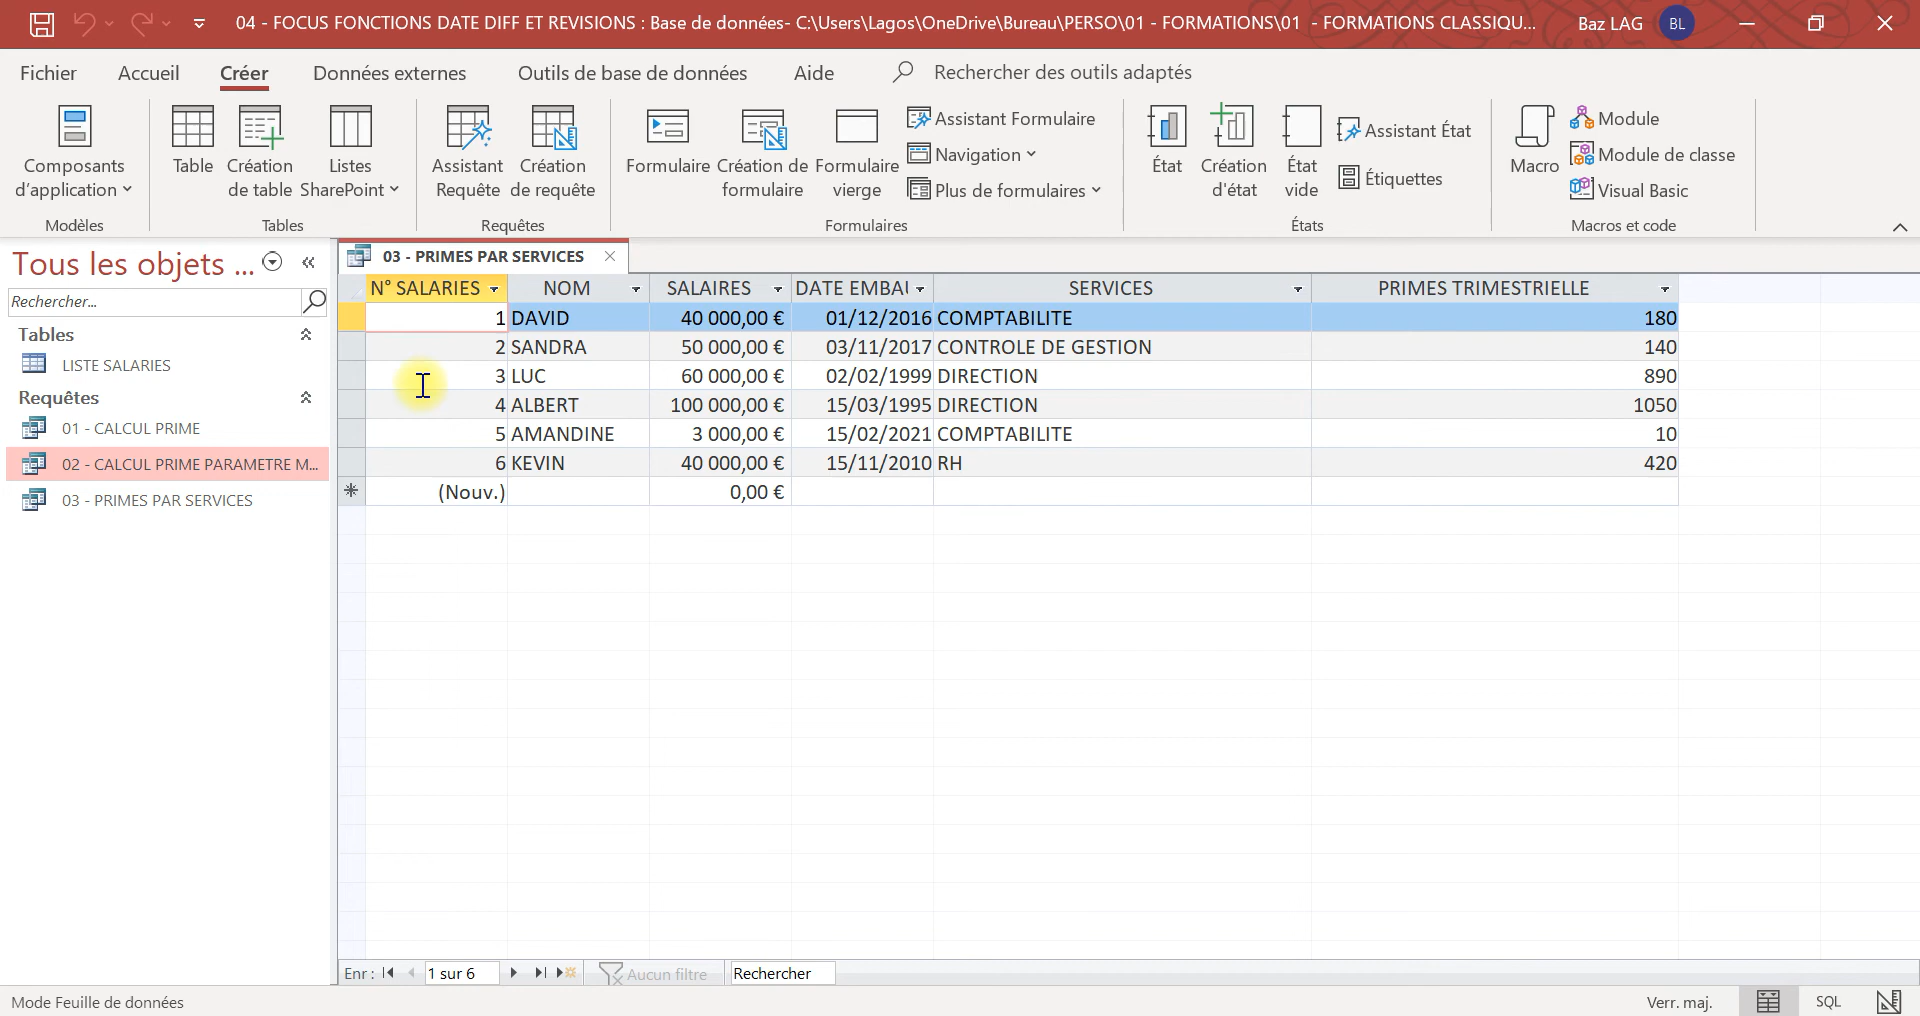 04 - FOCUS FONCTIONS DATE DIFF ET REVISIONS : Base de données- C:\Users\Lagos\OneDrive\Bureau\PERSO\01 - FORMATIONS\01 - FORMATIONS CLASSIQU... Baz LAG BL
Fichier Accueil Créer Données externes Outils de base de données Aide Rechercher des outils adaptés
Composants d'application
Modèles
Table
Création de table
Listes SharePoint
Tables
Assistant Requête
Création de requête
Requêtes
Formulaire
Création de formulaire
Formulaire vierge
Assistant Formulaire
Navigation
Plus de formulaires
Formulaires
État
Création d'état
État vide
Assistant État
Étiquettes
États
Macro
Module
Module de classe
Visual Basic
Macros et code
Tous les objets ...
Rechercher...
Tables
LISTE SALARIES
Requêtes
01 - CALCUL PRIME
02 - CALCUL PRIME PARAMETRE M...
03 - PRIMES PAR SERVICES
03 - PRIMES PAR SERVICES
N° SALARIES NOM SALAIRES DATE EMBAU SERVICES PRIMES TRIMESTRIELLE
1 DAVID 40 000,00 € 01/12/2016 COMPTABILITE 180
2 SANDRA 50 000,00 € 03/11/2017 CONTROLE DE GESTION 140
3 LUC 60 000,00 € 02/02/1999 DIRECTION 890
4 ALBERT 100 000,00 € 15/03/1995 DIRECTION 1050
5 AMANDINE 3 000,00 € 15/02/2021 COMPTABILITE 10
6 KEVIN 40 000,00 € 15/11/2010 RH 420
(Nouv.) 0,00 €
Enr : 1 sur 6 Aucun filtre Rechercher
Mode Feuille de données Verr. maj. SQL